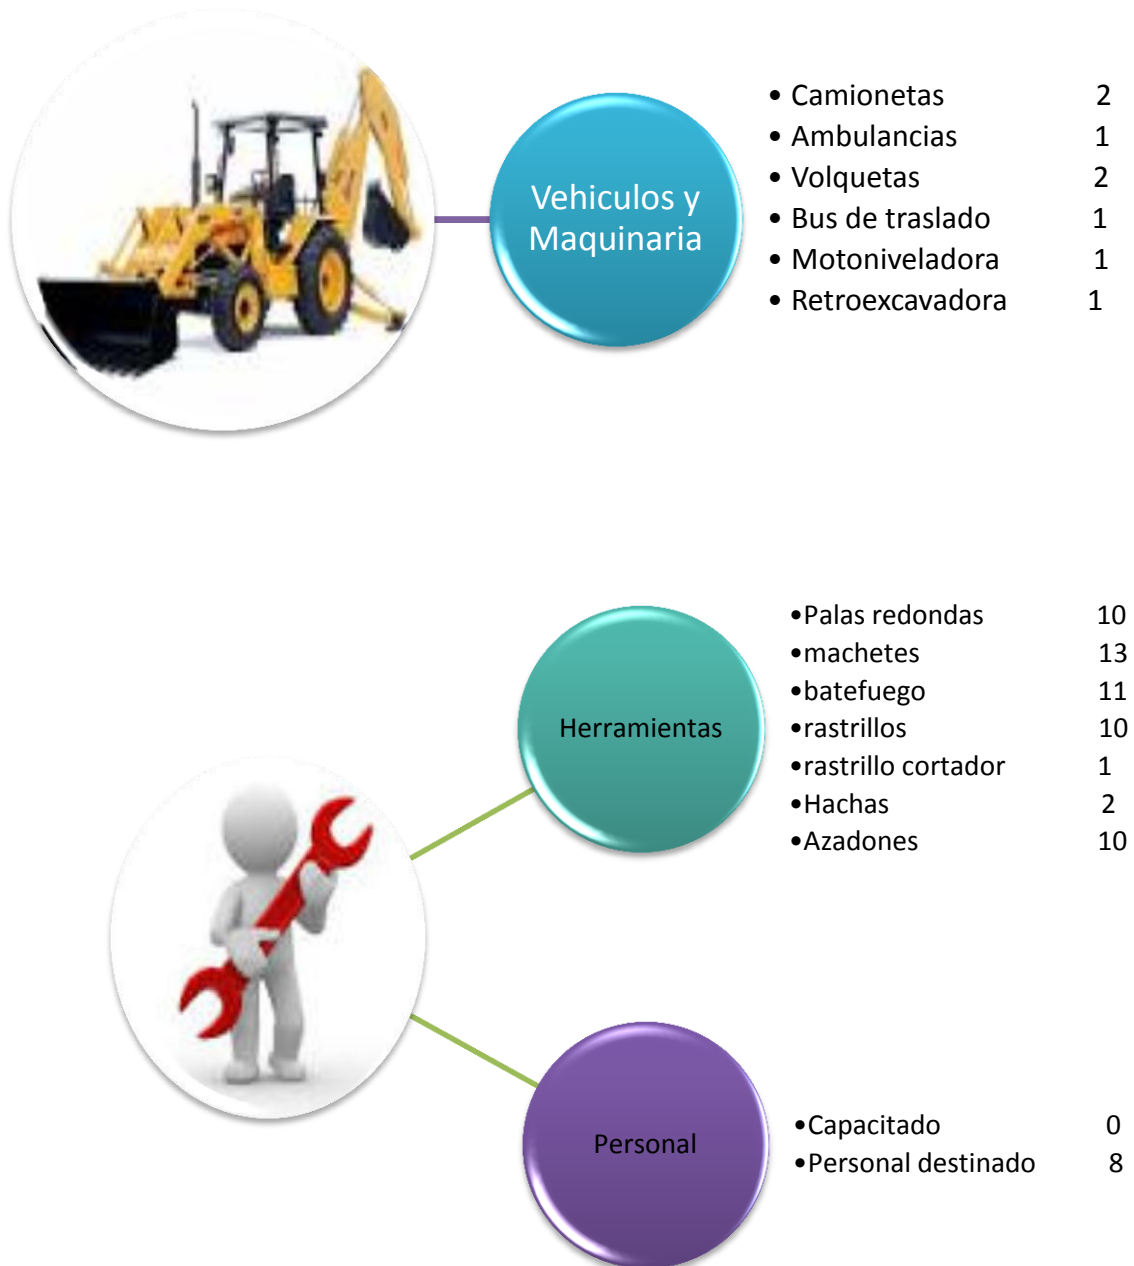 Vehiculos y
Maquinaria
• Camionetas 2
• Ambulancias 1
• Volquetas 2
• Bus de traslado 1
• Motoniveladora 1
• Retroexcavadora 1
Herramientas
•Palas redondas 10
•machetes 13
•batefuego 11
•rastrillos 10
•rastrillo cortador 1
•Hachas 2
•Azadones 10
Personal
•Capacitado 0
•Personal destinado 8